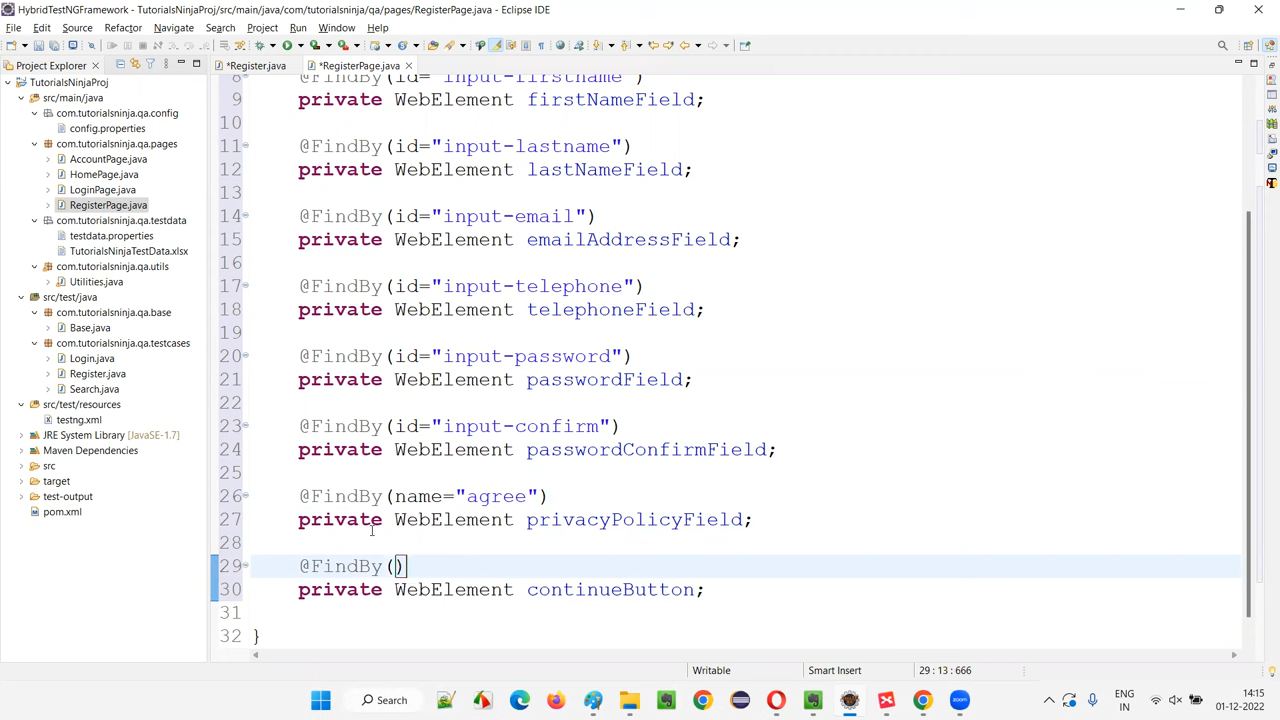 HybridTestNGFramework - TutorialsNinjaProj/src/main/java/com/tutorialsninja/qa/pages/RegisterPage.java - Eclipse IDE
File Edit Source Refactor Navigate Search Project Run Window Help
Project Explorer
*Register.java *RegisterPage.java
TutorialsNinjaProj
src/main/java
com.tutorialsninja.qa.config
config.properties
com.tutorialsninja.qa.pages
AccountPage.java
HomePage.java
LoginPage.java
RegisterPage.java
com.tutorialsninja.qa.testdata
testdata.properties
TutorialsNinjaTestData.xlsx
com.tutorialsninja.qa.utils
Utilities.java
src/test/java
com.tutorialsninja.qa.base
Base.java
com.tutorialsninja.qa.testcases
Login.java
Register.java
Search.java
src/test/resources
testng.xml
JRE System Library [JavaSE-1.7]
Maven Dependencies
src
target
test-output
pom.xml
8 @FindBy(id="input-firstname")
9 private WebElement firstNameField;
10
11 @FindBy(id="input-lastname")
12 private WebElement lastNameField;
13
14 @FindBy(id="input-email")
15 private WebElement emailAddressField;
16
17 @FindBy(id="input-telephone")
18 private WebElement telephoneField;
19
20 @FindBy(id="input-password")
21 private WebElement passwordField;
22
23 @FindBy(id="input-confirm")
24 private WebElement passwordConfirmField;
25
26 @FindBy(name="agree")
27 private WebElement privacyPolicyField;
28
29 @FindBy()
30 private WebElement continueButton;
31
32 }
Writable Smart Insert 29 : 13 : 666
Search
ENG
IN
14:15
01-12-2022